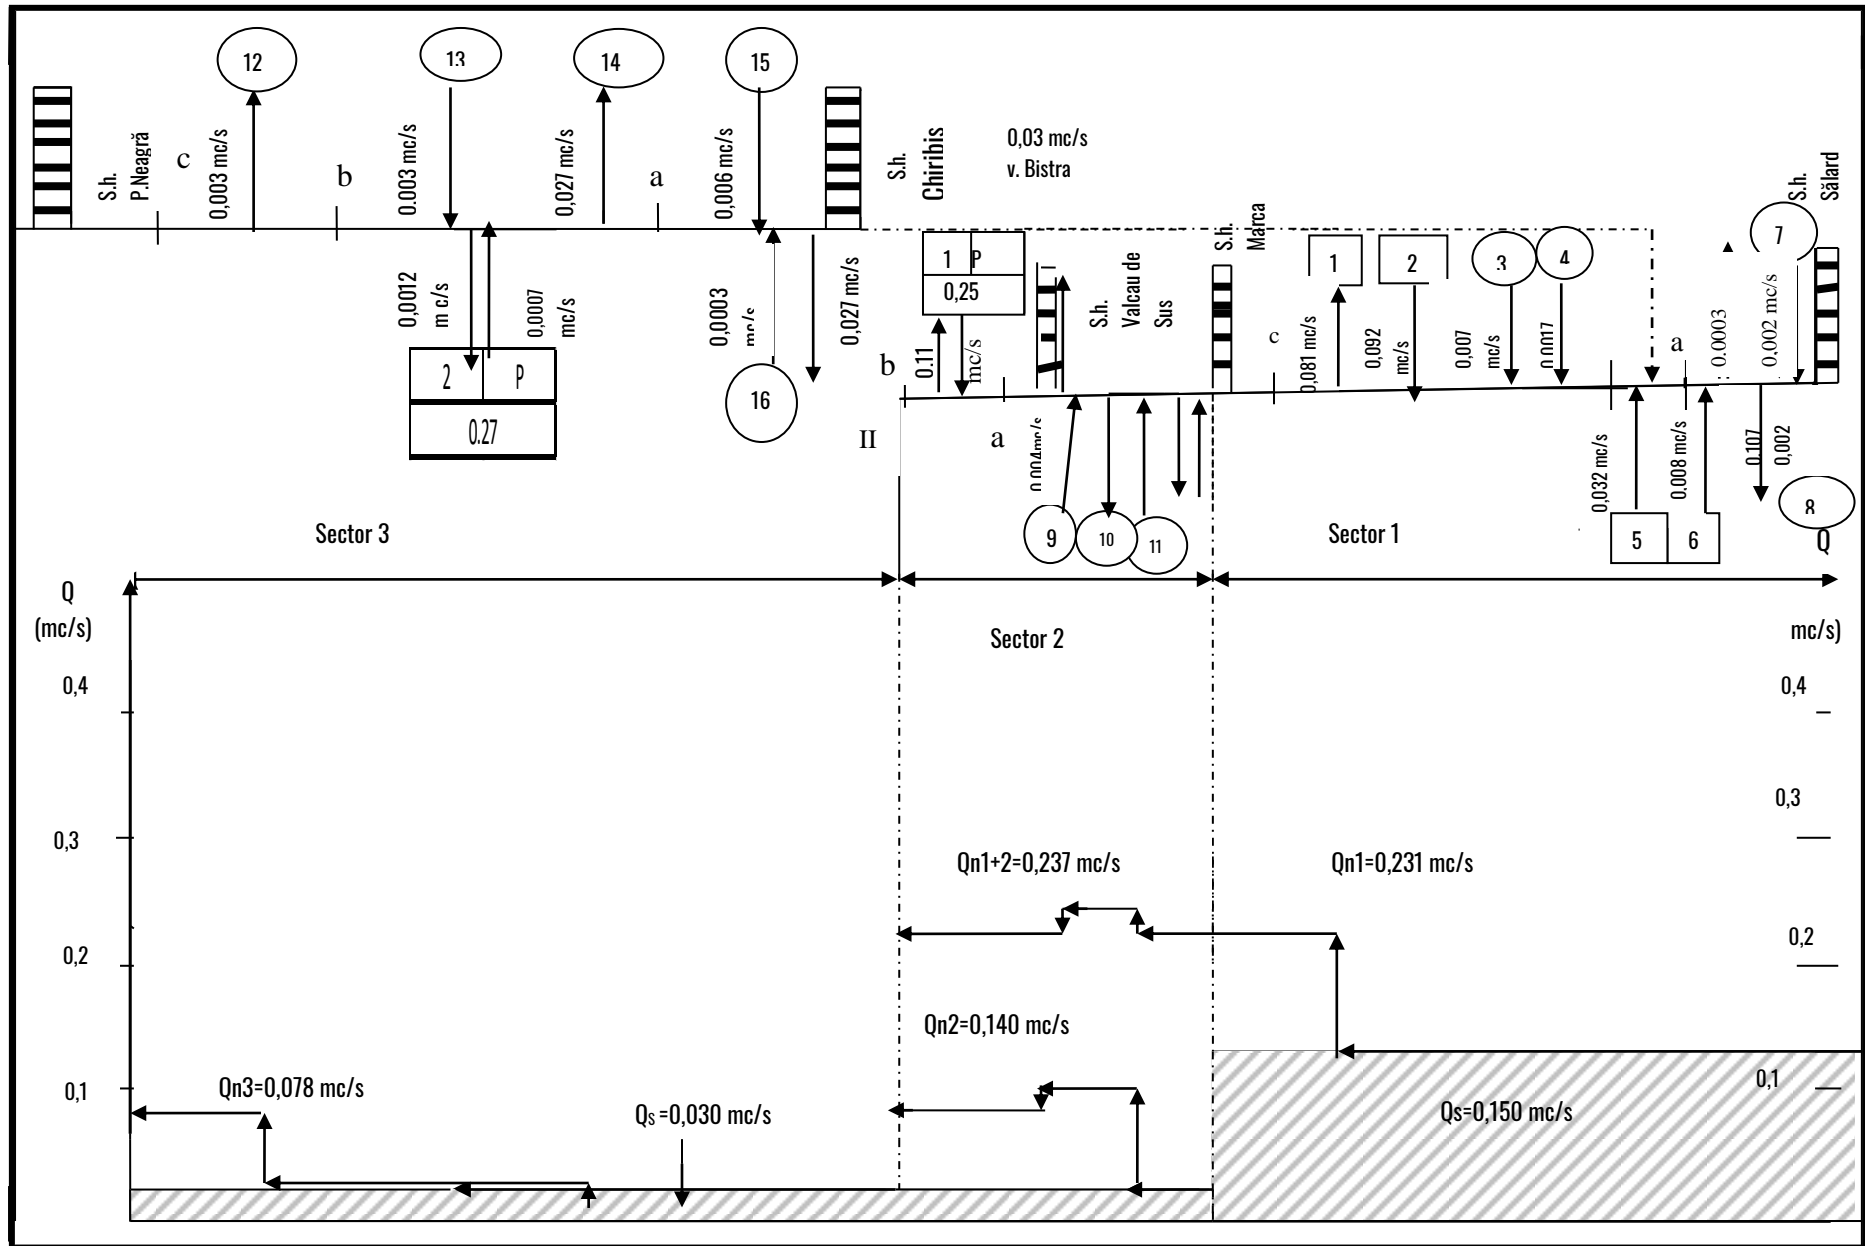 12
13
14
15
S.h.
P.Neagră
c
0,003 mc/s
b
0.003 mc/s
0,027 mc/s
a
0,006 mc/s
S.h.
Chiribis
0,03 mc/s
v. Bistra
S.h.
Marca
S.h.
Sălard
7
1 P
0,25
S.h.
Valcau de
Sus
1
2
3
4
0,0012
m c/s
0,0007
mc/s
0,0003
mc/s
0,027 mc/s
b
0.11
mc/s
c
0,081 mc/s
0,092
mc/s
0,007
mc/s
0.0017
a
0.0003
0,002 mc/s
2 P
0.27
16
II
a
0.004mc/s
0,032 mc/s
0.008 mc/s
0.107
0,002
9
10
11
5
6
8
Sector 3
Sector 1
Q
Q
(mc/s)
Sector 2
mc/s)
0,4
0,4
0,3
0,3
Qn1+2=0,237 mc/s
Qn1=0,231 mc/s
0,2
0,2
Qn2=0,140 mc/s
0,1
0,1
Qn3=0,078 mc/s
Qs =0,030 mc/s
Qs=0,150 mc/s